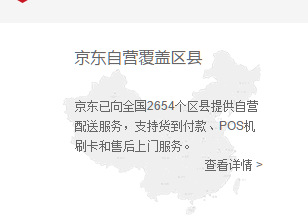 京东自营覆盖区县
京东已向全国2654个区县提供自营
配送服务，支持货到付款、POS机
刷卡和售后上门服务。
查看详情 >